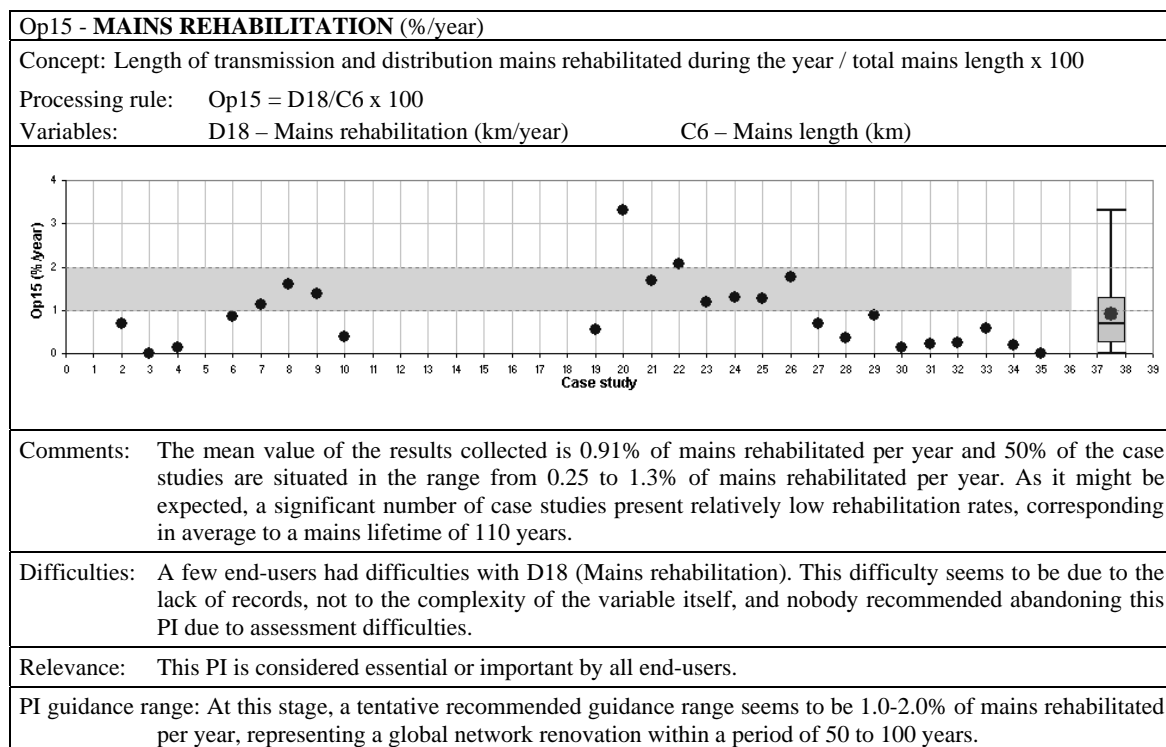 Op15 - MAINS REHABILITATION (%/year)
Concept: Length of transmission and distribution mains rehabilitated during the year / total mains length x 100
Processing rule: Op15 = D18/C6 x 100
Variables: D18 – Mains rehabilitation (km/year) C6 – Mains length (km)
4
3
2
1
0
Op15 (%/year)
0 1 2 3 4 5 6 7 8 9 10 11 12 13 14 15 16 17 18 19 20 21 22 23 24 25 26 27 28 29 30 31 32 33 34 35 36 37 38 39
Case study
Comments: The mean value of the results collected is 0.91% of mains rehabilitated per year and 50% of the case
studies are situated in the range from 0.25 to 1.3% of mains rehabilitated per year. As it might be
expected, a significant number of case studies present relatively low rehabilitation rates, corresponding
in average to a mains lifetime of 110 years.
Difficulties: A few end-users had difficulties with D18 (Mains rehabilitation). This difficulty seems to be due to the
lack of records, not to the complexity of the variable itself, and nobody recommended abandoning this
PI due to assessment difficulties.
Relevance: This PI is considered essential or important by all end-users.
PI guidance range: At this stage, a tentative recommended guidance range seems to be 1.0-2.0% of mains rehabilitated
per year, representing a global network renovation within a period of 50 to 100 years.